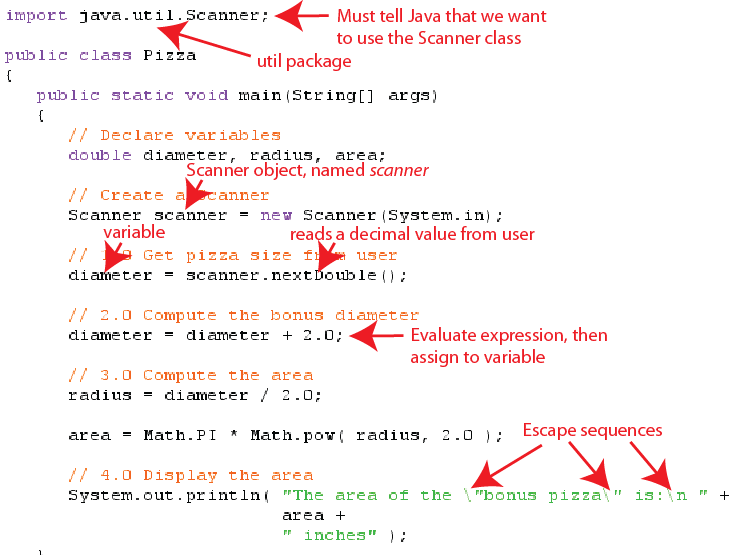 import java.util.Scanner;
Must tell Java that we want
to use the Scanner class
util package
public class Pizza
{
public static void main(String[] args)
{
// Declare variables
double diameter, radius, area;
Scanner object, named scanner
// Create a Scanner
Scanner scanner = new Scanner(System.in);
variable
reads a decimal value from user
// 1.0 Get pizza size from user
diameter = scanner.nextDouble();
// 2.0 Compute the bonus diameter
diameter = diameter + 2.0;
Evaluate expression, then
assign to variable
// 3.0 Compute the area
radius = diameter / 2.0;
area = Math.PI * Math.pow( radius, 2.0 );
Escape sequences
// 4.0 Display the area
System.out.println( "The area of the \"bonus pizza\" is:\n " +
area +
" inches" );
}